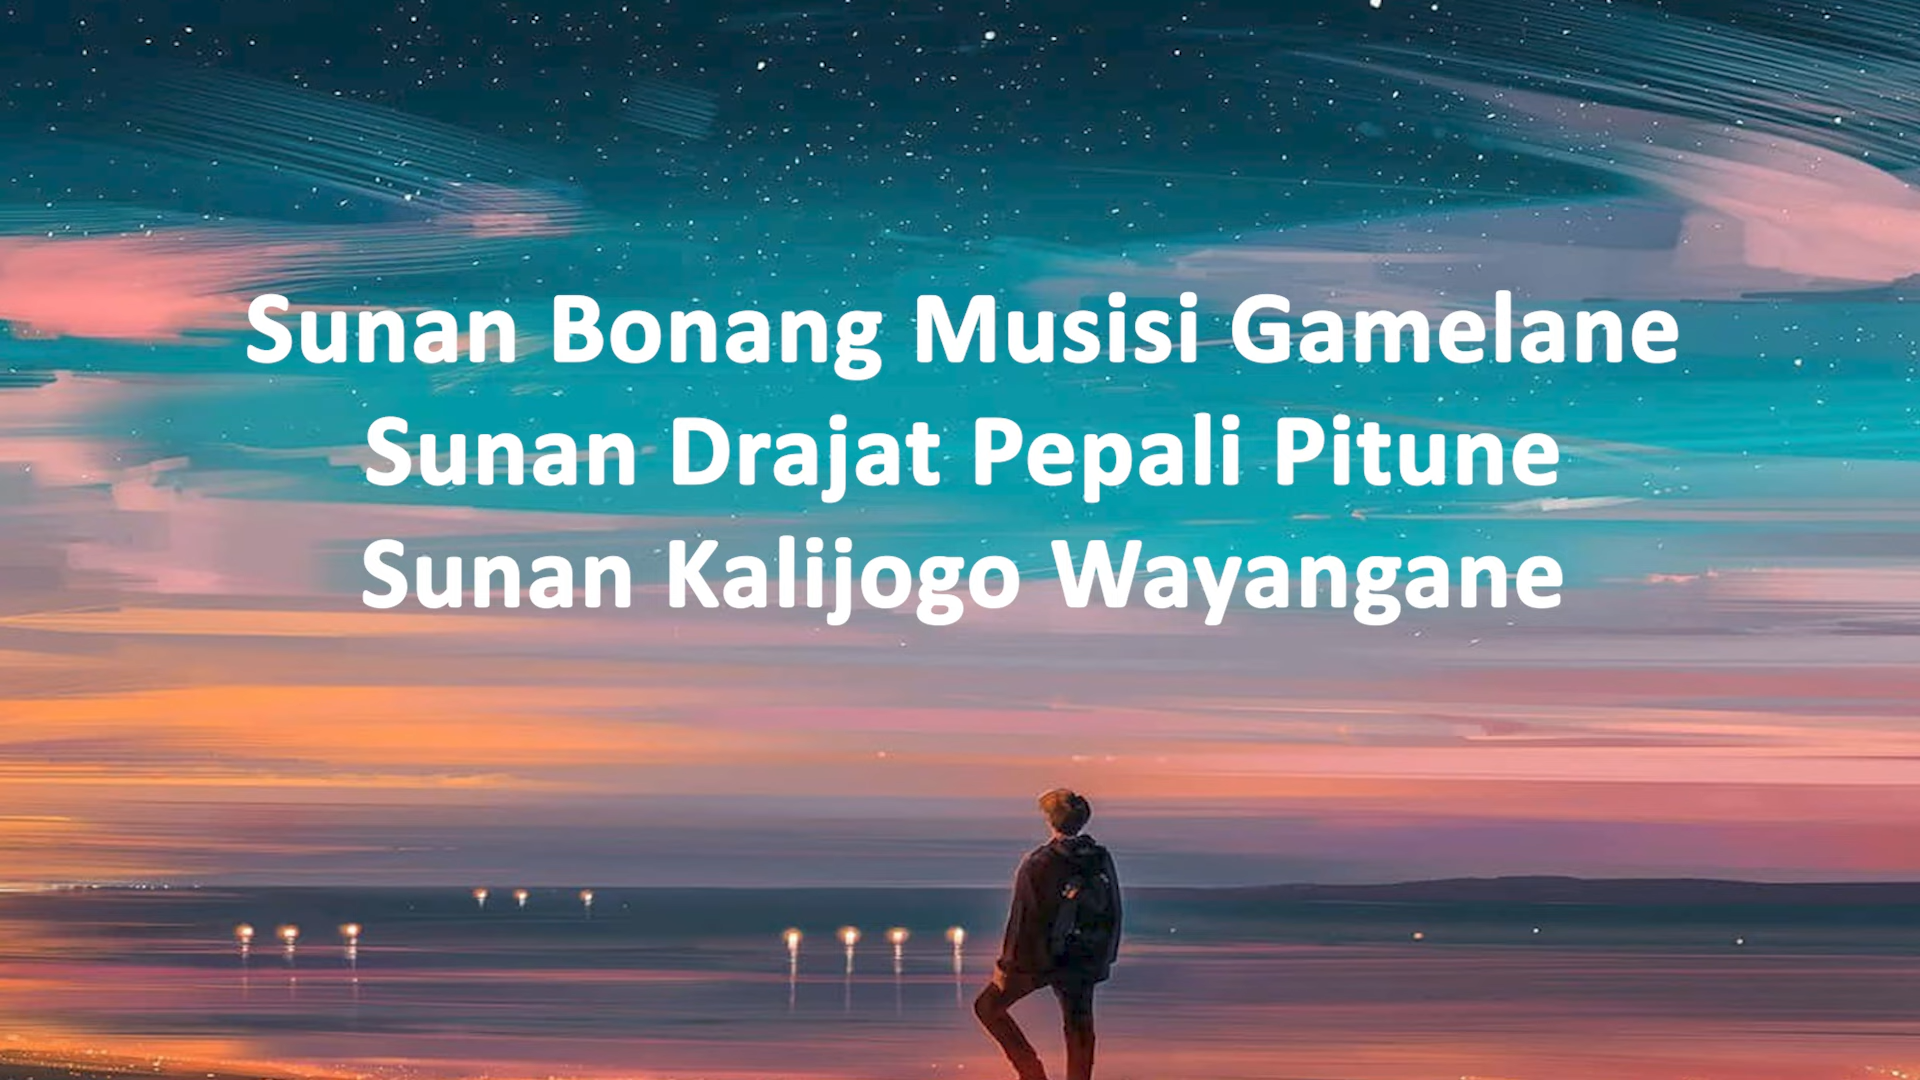 Sunan Bonang Musisi Gamelane
Sunan Drajat Pepali Pitune
Sunan Kalijogo Wayangane